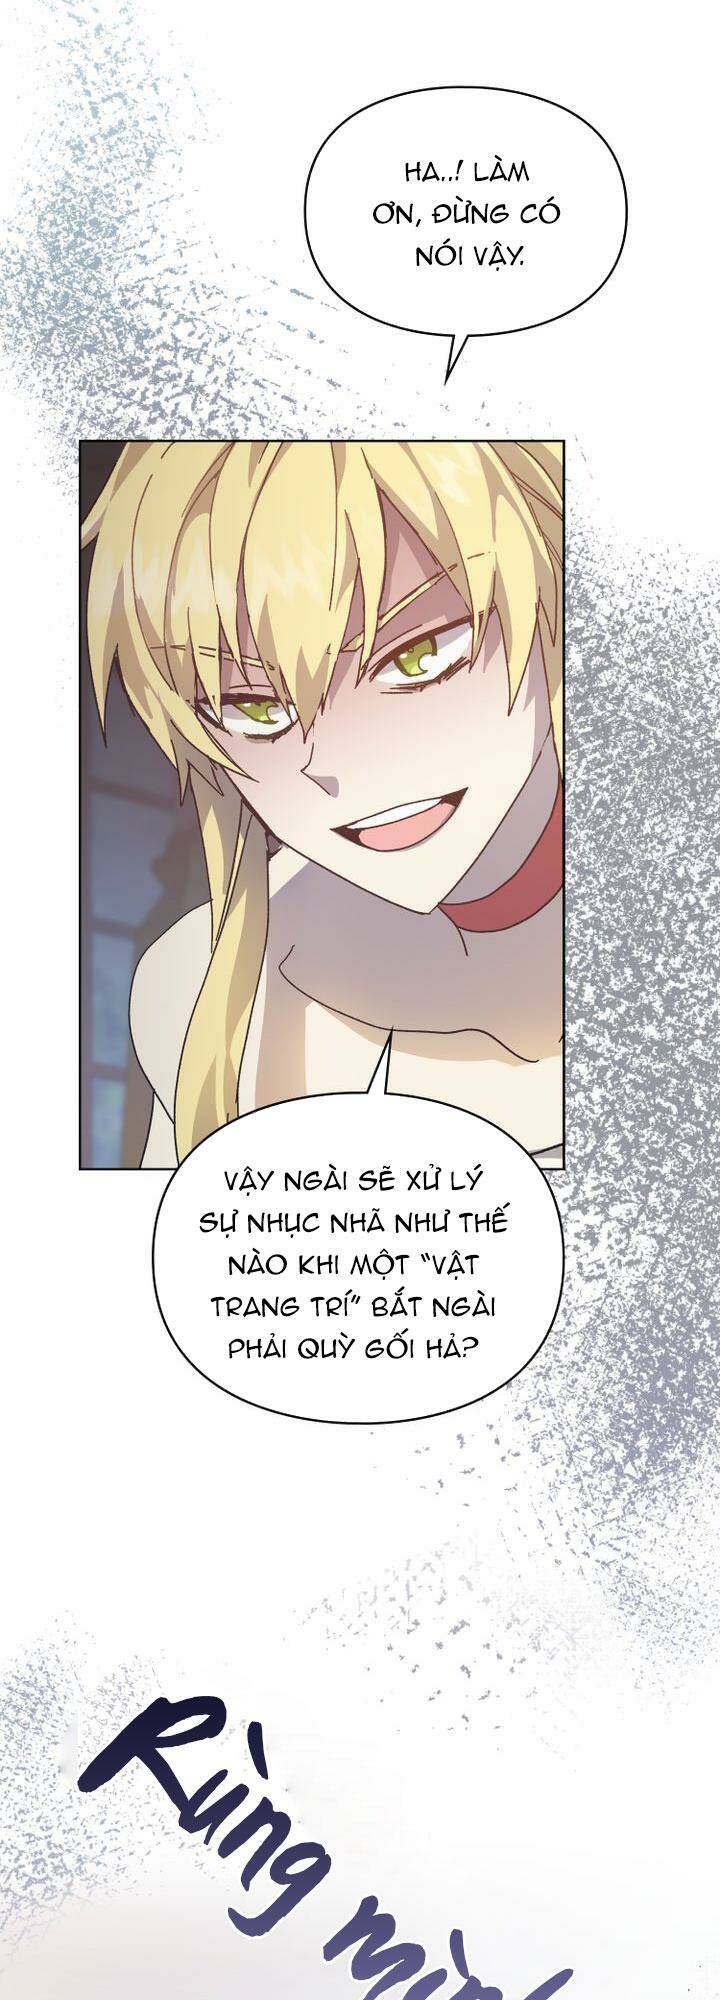 HA..! LÀM
ƠN, ĐỪNG CÓ
NÓI VẬY.
VẬY NGÀI SẼ XỬ LÝ
SỰ NHỤC NHÃ NHƯ THẾ
NÀO KHI MỘT "VẬT
TRANG TRÍ" BẮT NGÀI
PHẢI QUỲ GỐI HẢ?
Rùng mình